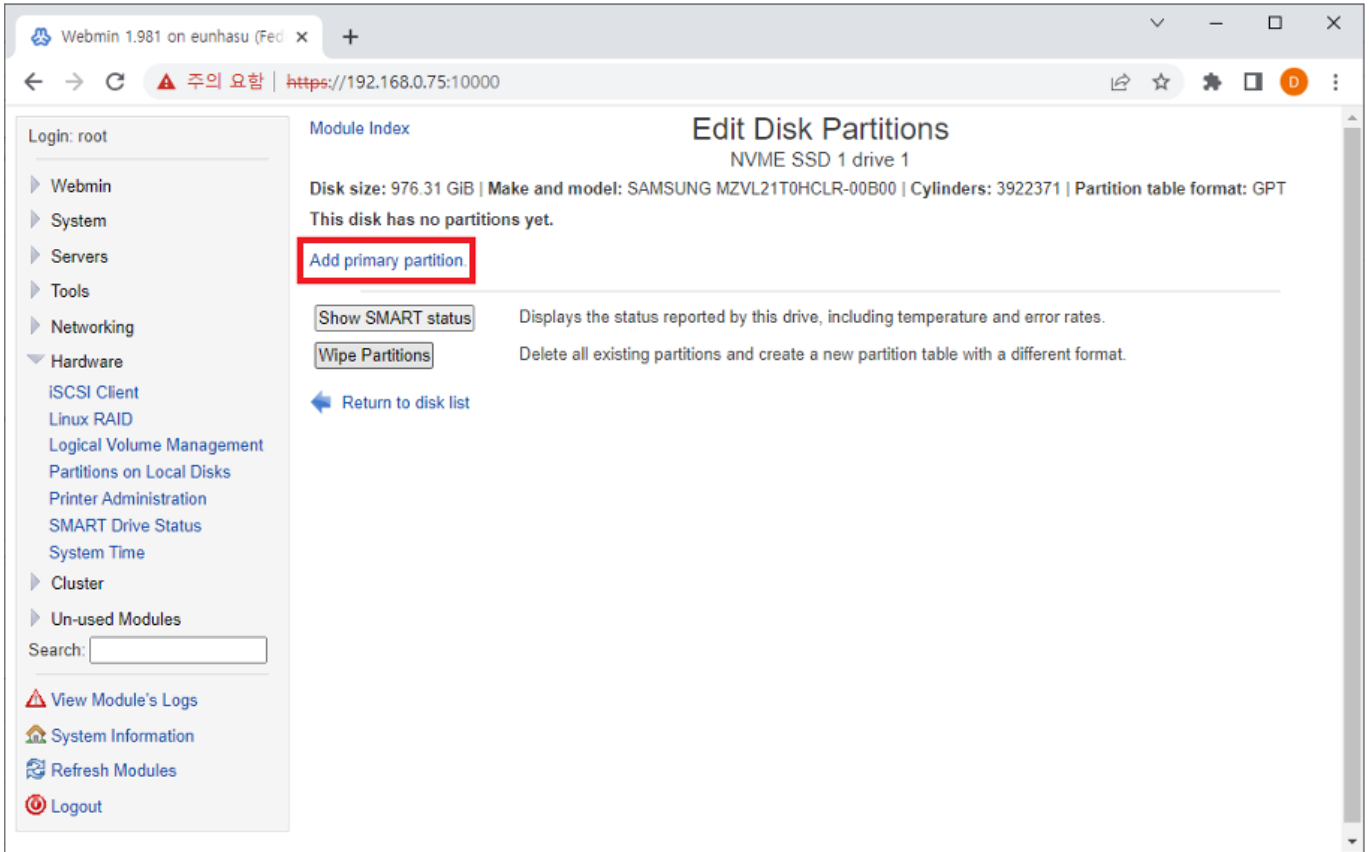 Webmin 1.981 on eunhasu (Fed
주의 요함 https://192.168.0.75:10000
D
Login: root
Webmin
System
Servers
Tools
Networking
Hardware
iSCSI Client
Linux RAID
Logical Volume Management
Partitions on Local Disks
Printer Administration
SMART Drive Status
System Time
Cluster
Un-used Modules
Search:
View Module's Logs
System Information
Refresh Modules
Logout
Module Index
Edit Disk Partitions
NVME SSD 1 drive 1
Disk size: 976.31 GiB | Make and model: SAMSUNG MZVL21T0HCLR-00B00 | Cylinders: 3922371 | Partition table format: GPT
This disk has no partitions yet.
Add primary partition.
Show SMART status Displays the status reported by this drive, including temperature and error rates.
Wipe Partitions Delete all existing partitions and create a new partition table with a different format.
Return to disk list